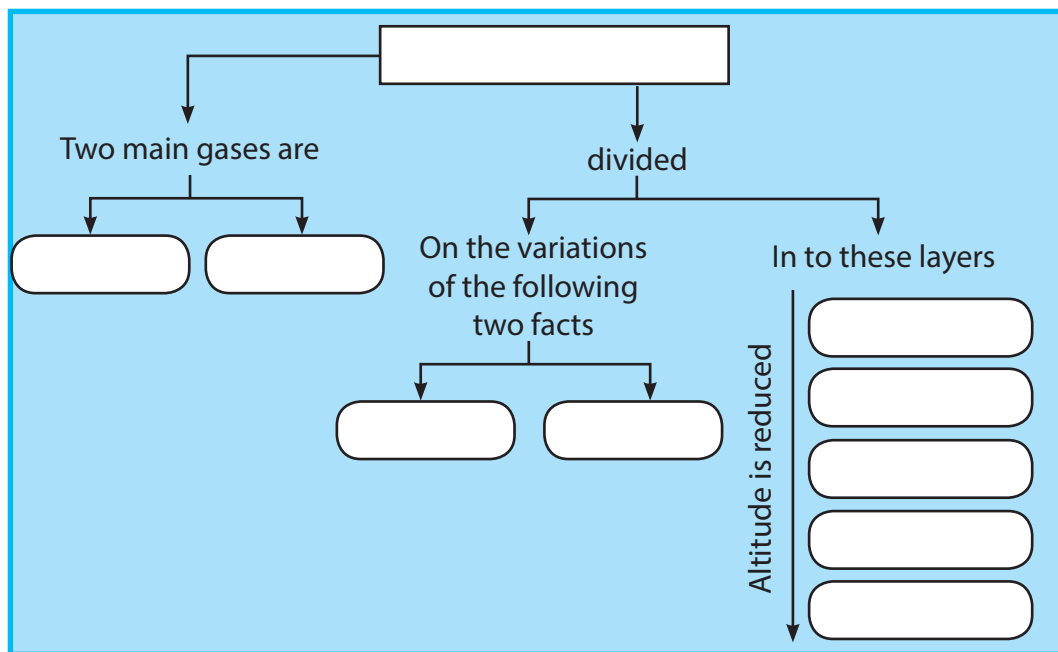 Two main gases are
divided
On the variations
of the following
two facts
In to these layers
Altitude is reduced